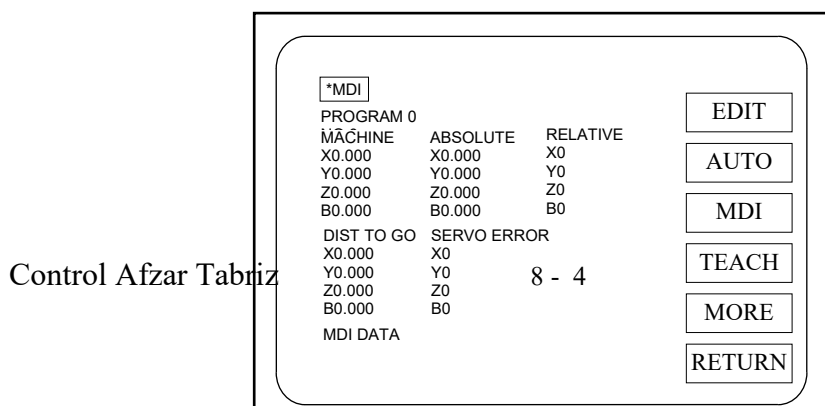 *MDI
PROGRAM 0
MACHINE ABSOLUTE RELATIVE
X0.000 X0.000 X0
Y0.000 Y0.000 Y0
Z0.000 Z0.000 Z0
B0.000 B0.000 B0
DIST TO GO SERVO ERROR
X0.000 X0
Y0.000 Y0
Z0.000 Z0
B0.000 B0
MDI DATA
EDIT
AUTO
MDI
TEACH
MORE
RETURN
Control Afzar Tabriz 8 - 4